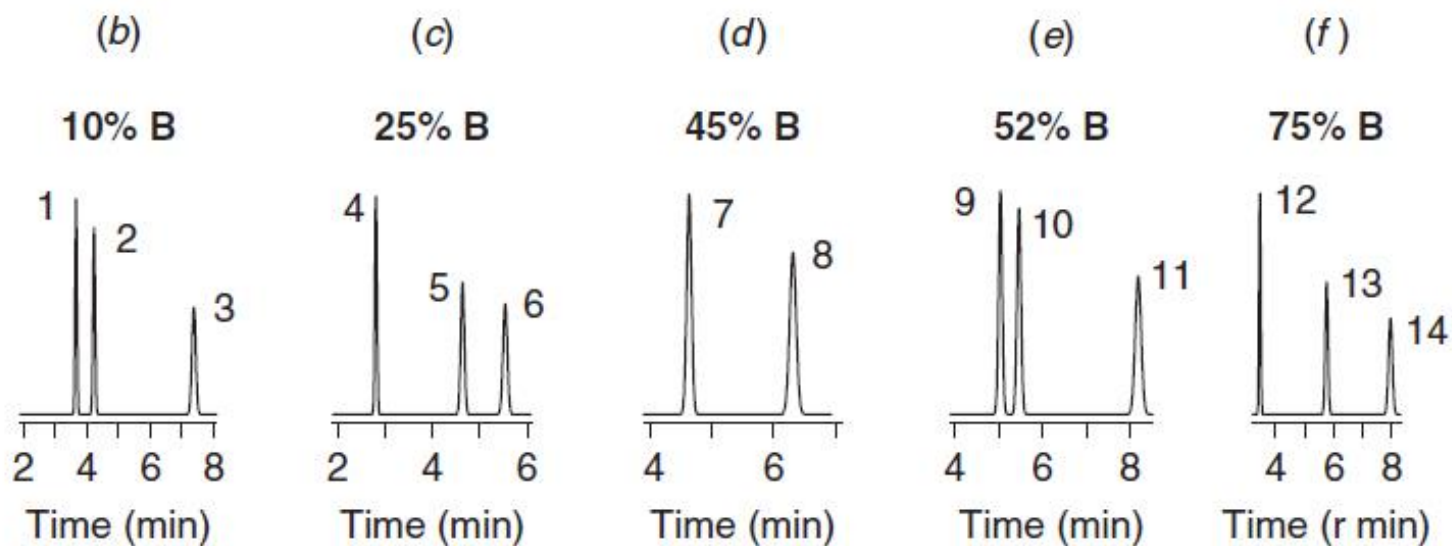 (b) (c) (d) (e) (f )
10% B 25% B 45% B 52% B 75% B
1 2 3 4 5 6 7 8 9 10 11 12 13 14
2 4 6 8 2 4 6 4 6 4 6 8 4 6 8
Time (min) Time (min) Time (min) Time (min) Time (r min)